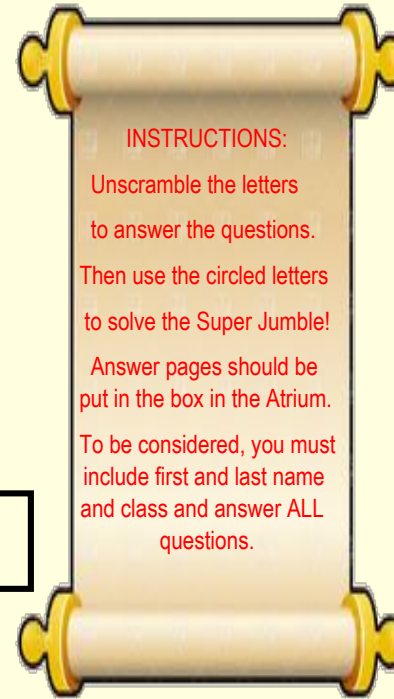 INSTRUCTIONS:
Unscramble the letters
to answer the questions.
Then use the circled letters
to solve the Super Jumble!
Answer pages should be
put in the box in the Atrium.
To be considered, you must
include first and last name
and class and answer ALL
questions.